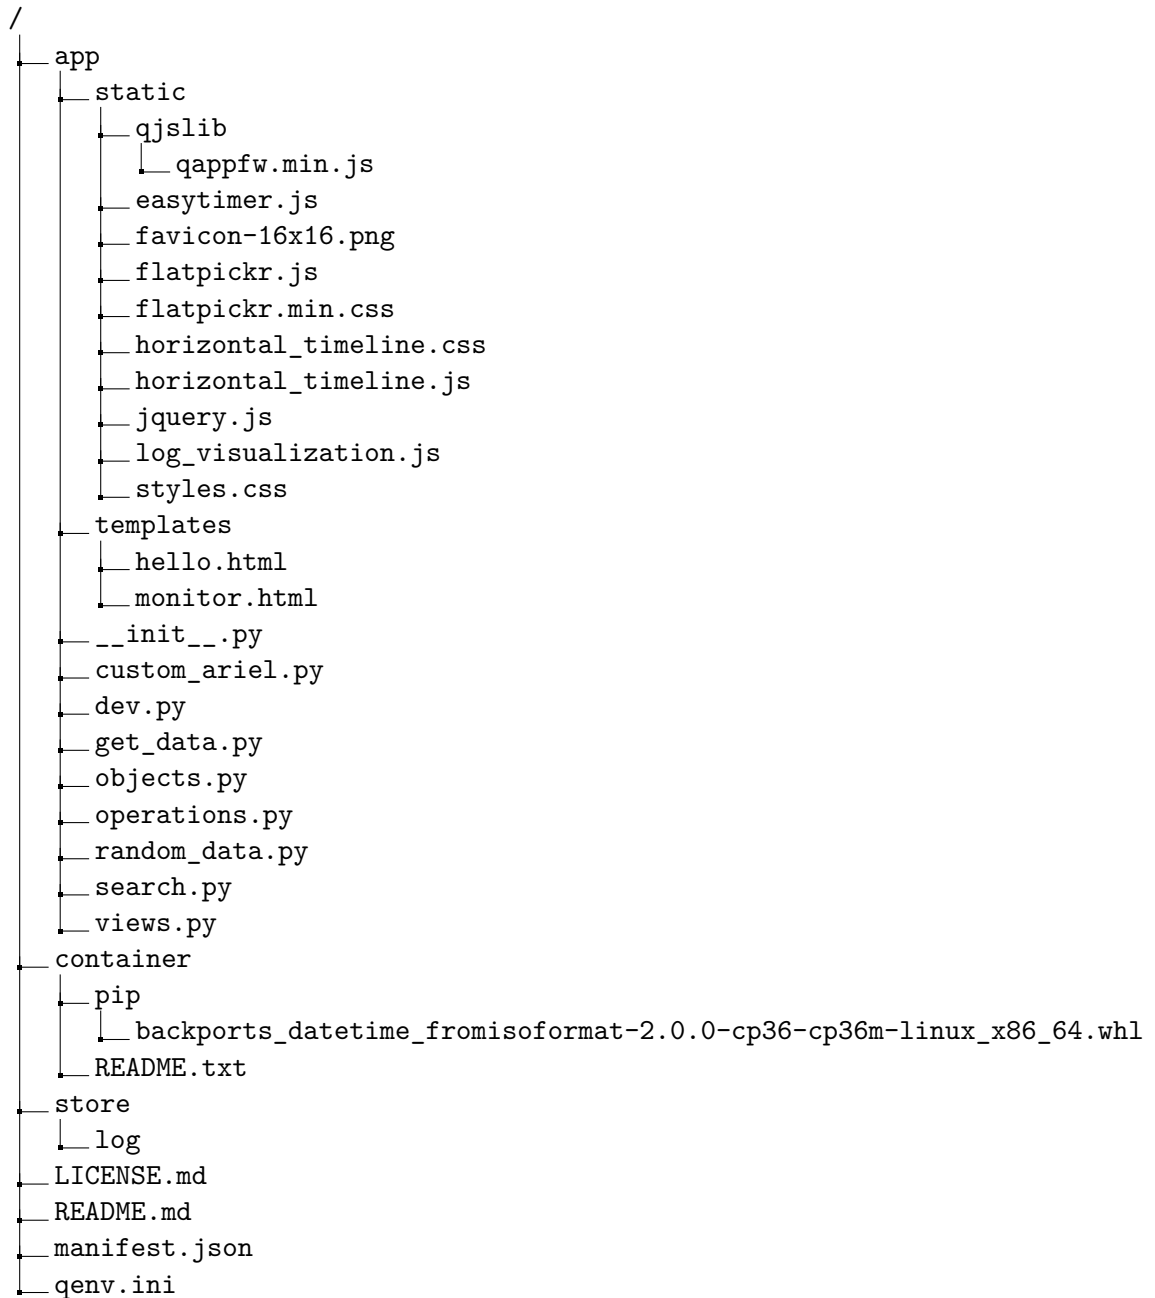 /
app
static
qjslib
qappfw.min.js
easytimer.js
favicon-16x16.png
flatpickr.js
flatpickr.min.css
horizontal_timeline.css
horizontal_timeline.js
jquery.js
log_visualization.js
styles.css
templates
hello.html
monitor.html
__init__.py
custom_ariel.py
dev.py
get_data.py
objects.py
operations.py
random_data.py
search.py
views.py
container
pip
backports_datetime_fromisoformat-2.0.0-cp36-cp36m-linux_x86_64.whl
README.txt
store
log
LICENSE.md
README.md
manifest.json
qenv.ini